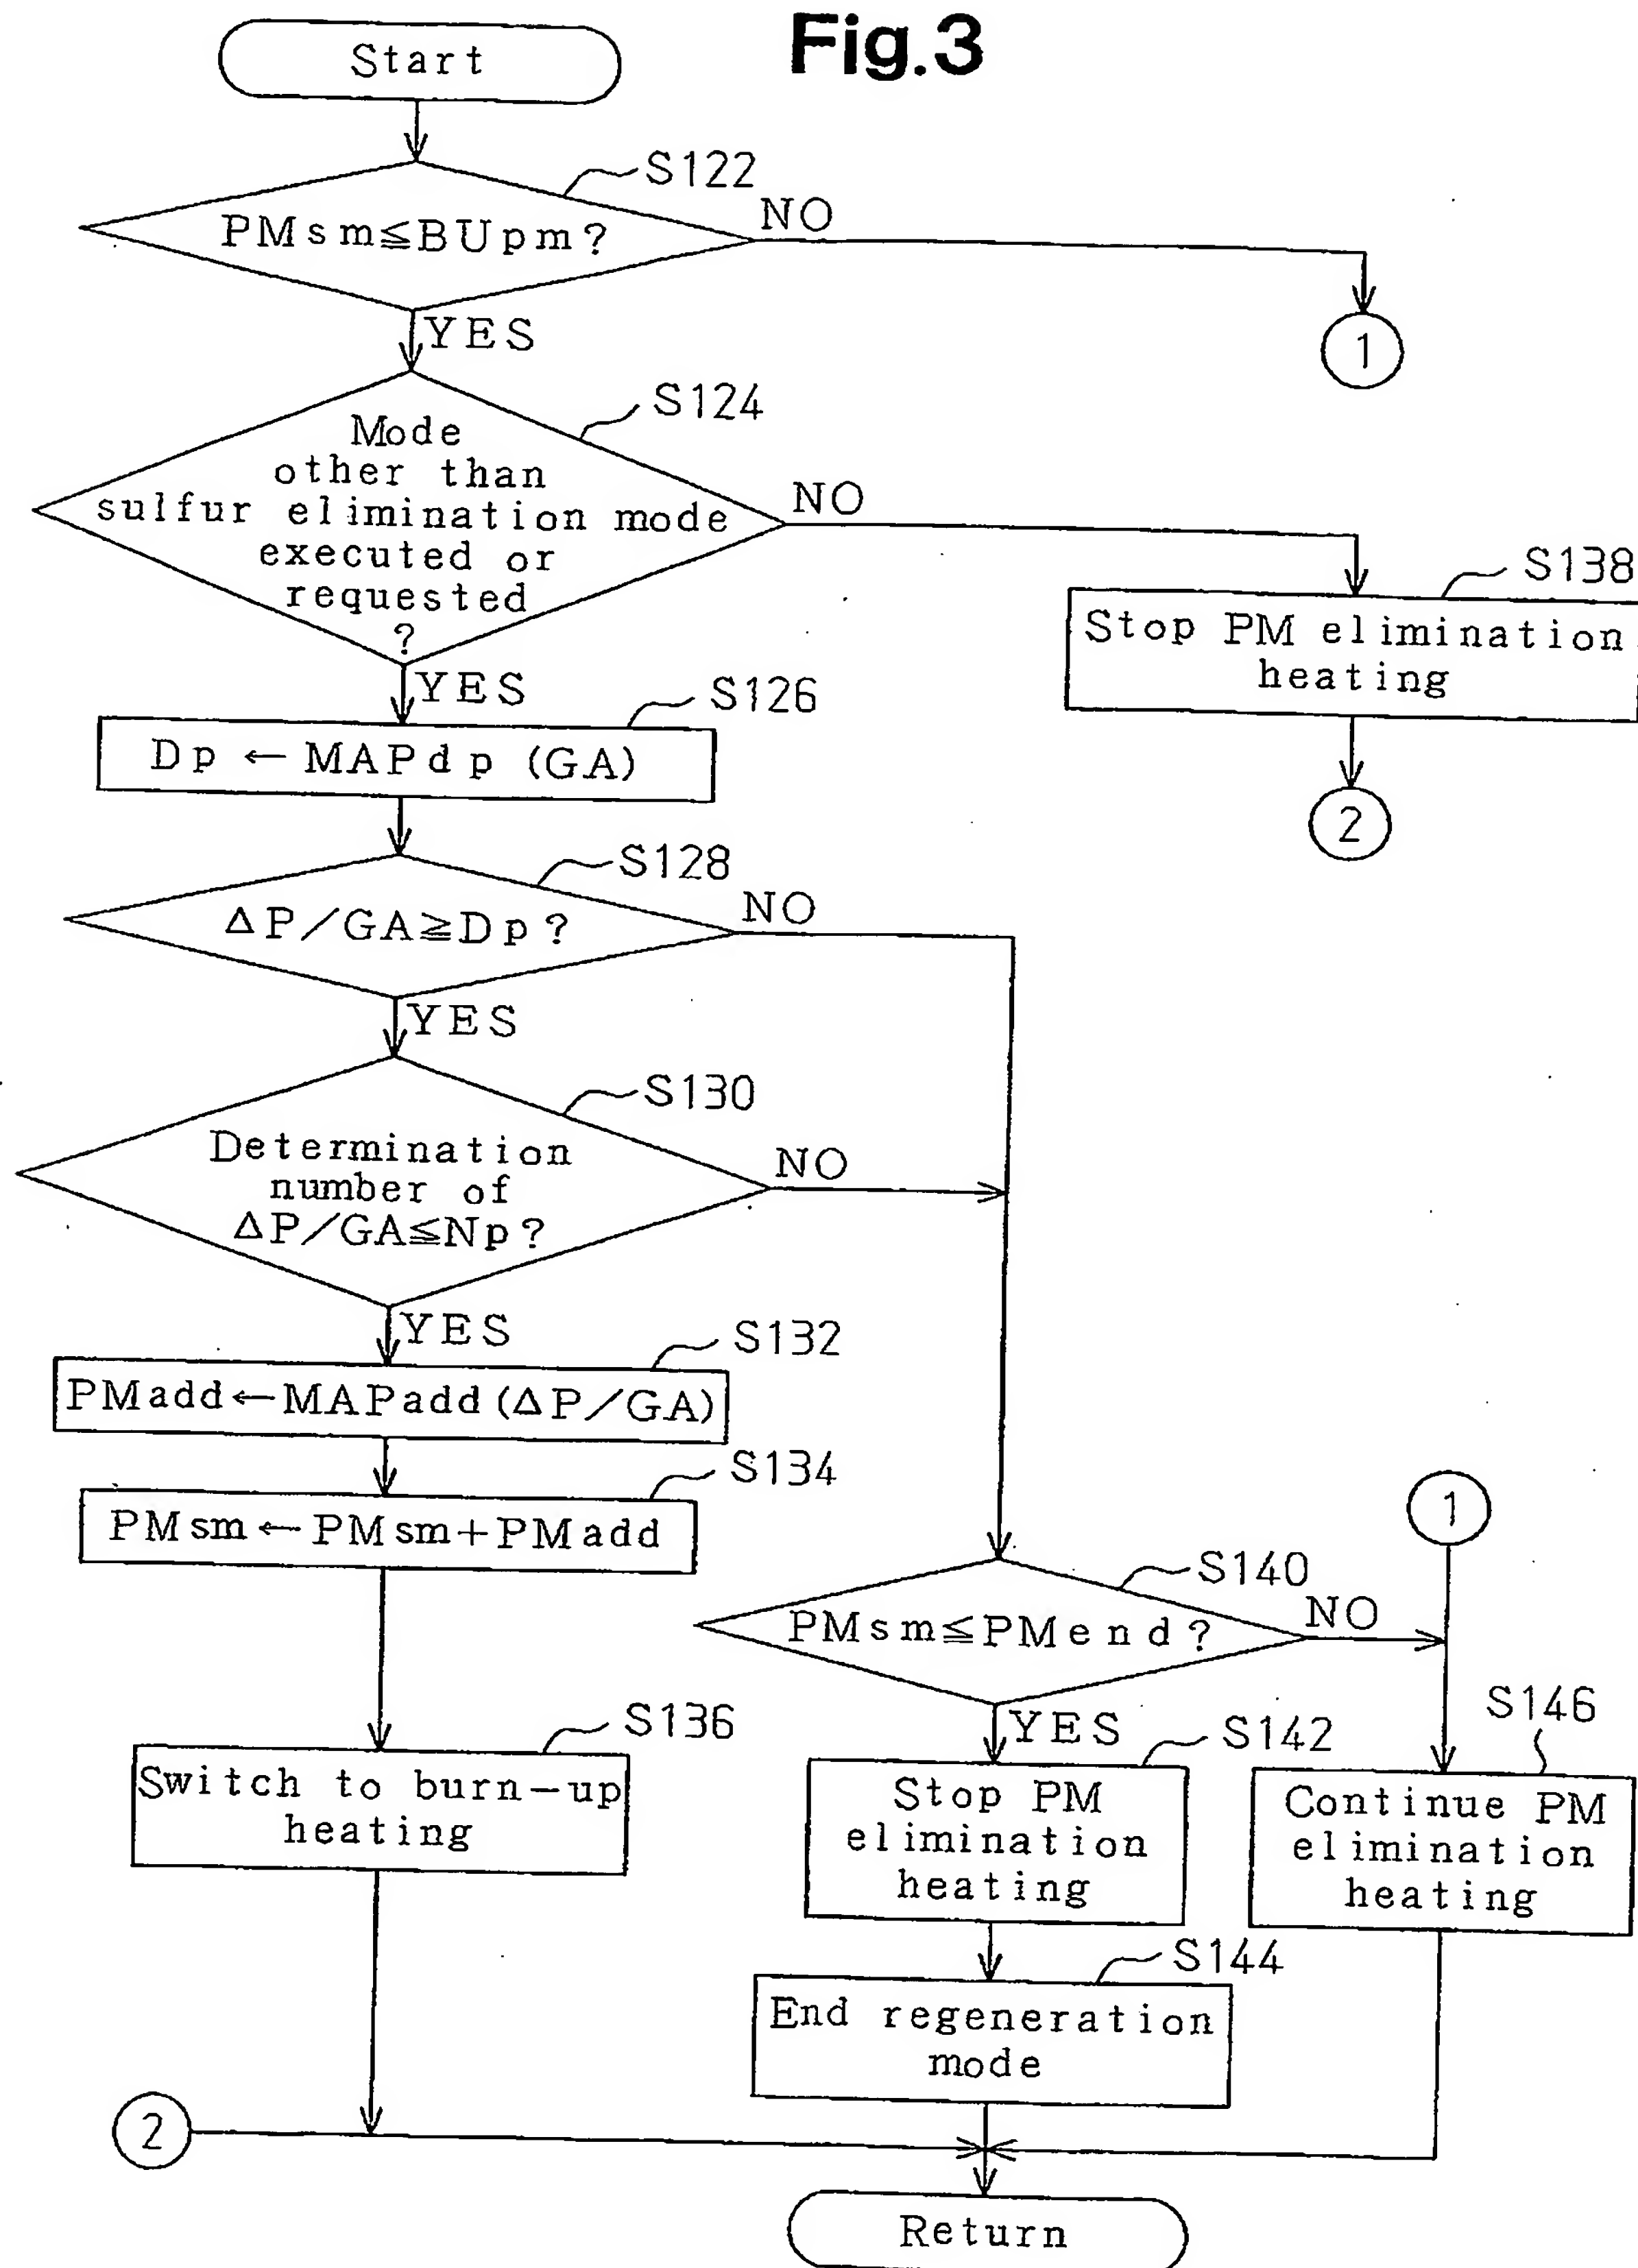 Fig.3
Start
S122
PMsm≦BUpm?
NO
YES
1
S124
Mode
other than
sulfur elimination mode
executed or
requested
?
NO
YES
S138
Stop PM elimination
heating
2
S126
Dp ← MAPdp (GA)
S128
ΔP/GA≧Dp?
NO
YES
S130
Determination
number of
ΔP/GA≦Np?
NO
YES
S132
PMadd←MAPadd (ΔP/GA)
S134
PMsm←PMsm+PMadd
1
S140
PMsm≦PMend?
NO
YES
S136
Switch to burn-up
heating
S142
Stop PM
elimination
heating
S146
Continue PM
elimination
heating
S144
End regeneration
mode
2
Return